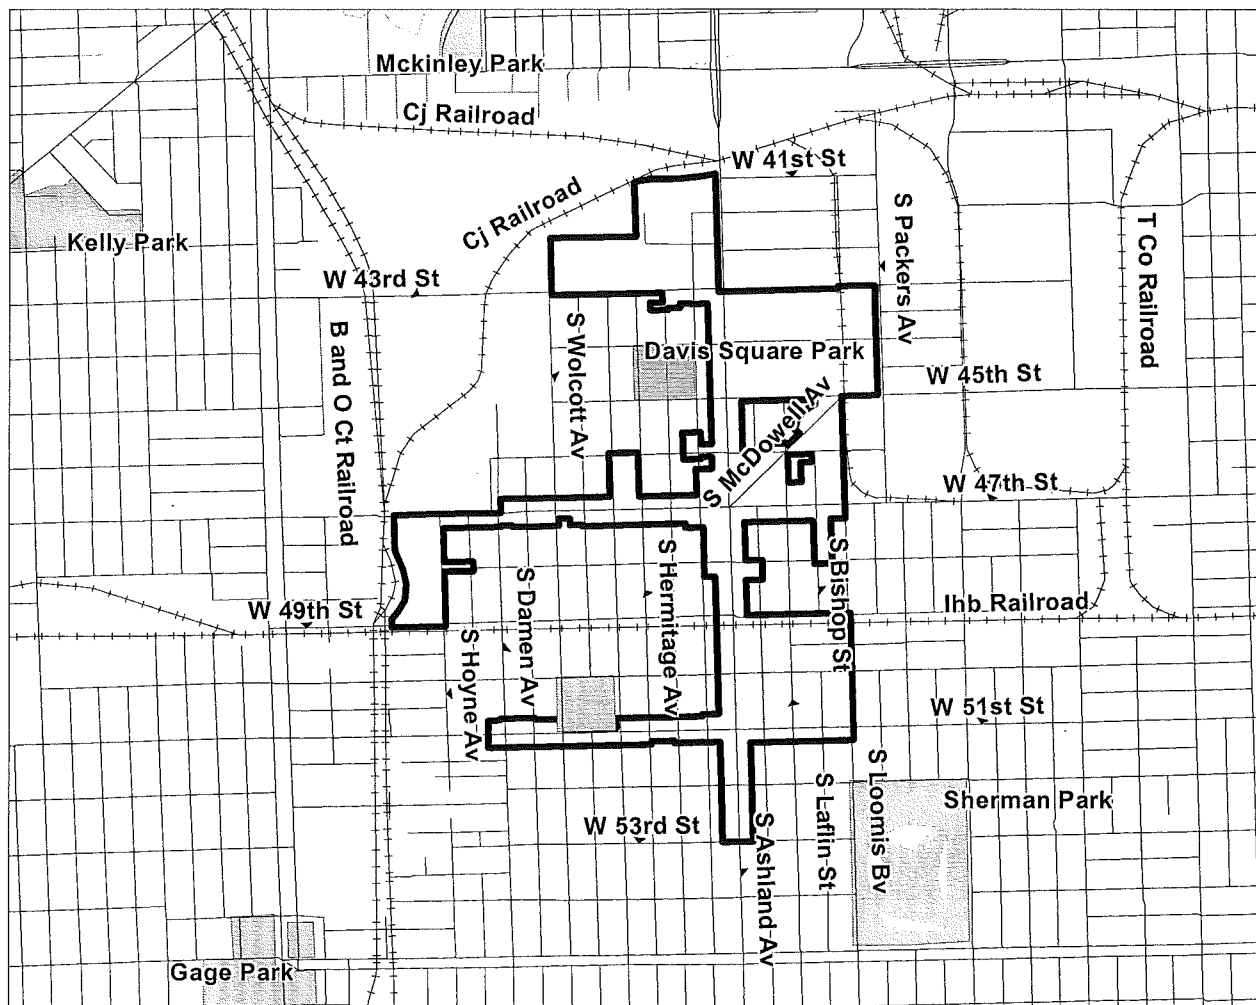 Mckinley Park
Cj Railroad
W 41st St
Cj Railroad
S Packers Av
Kelly Park
T Co Railroad
W 43rd St
S Wolcott Av
B and O Ct Railroad
Davis Square Park
W 45th St
S McDowell Av
W 47th St
S Bishop St
S Hermitage Av
S Damen Av
W 49th St
Ihb Railroad
S Hoyne Av
W 51st St
S Loomis Bv
S Laflin St
Sherman Park
W 53rd St
S Ashland Av
Gage Park